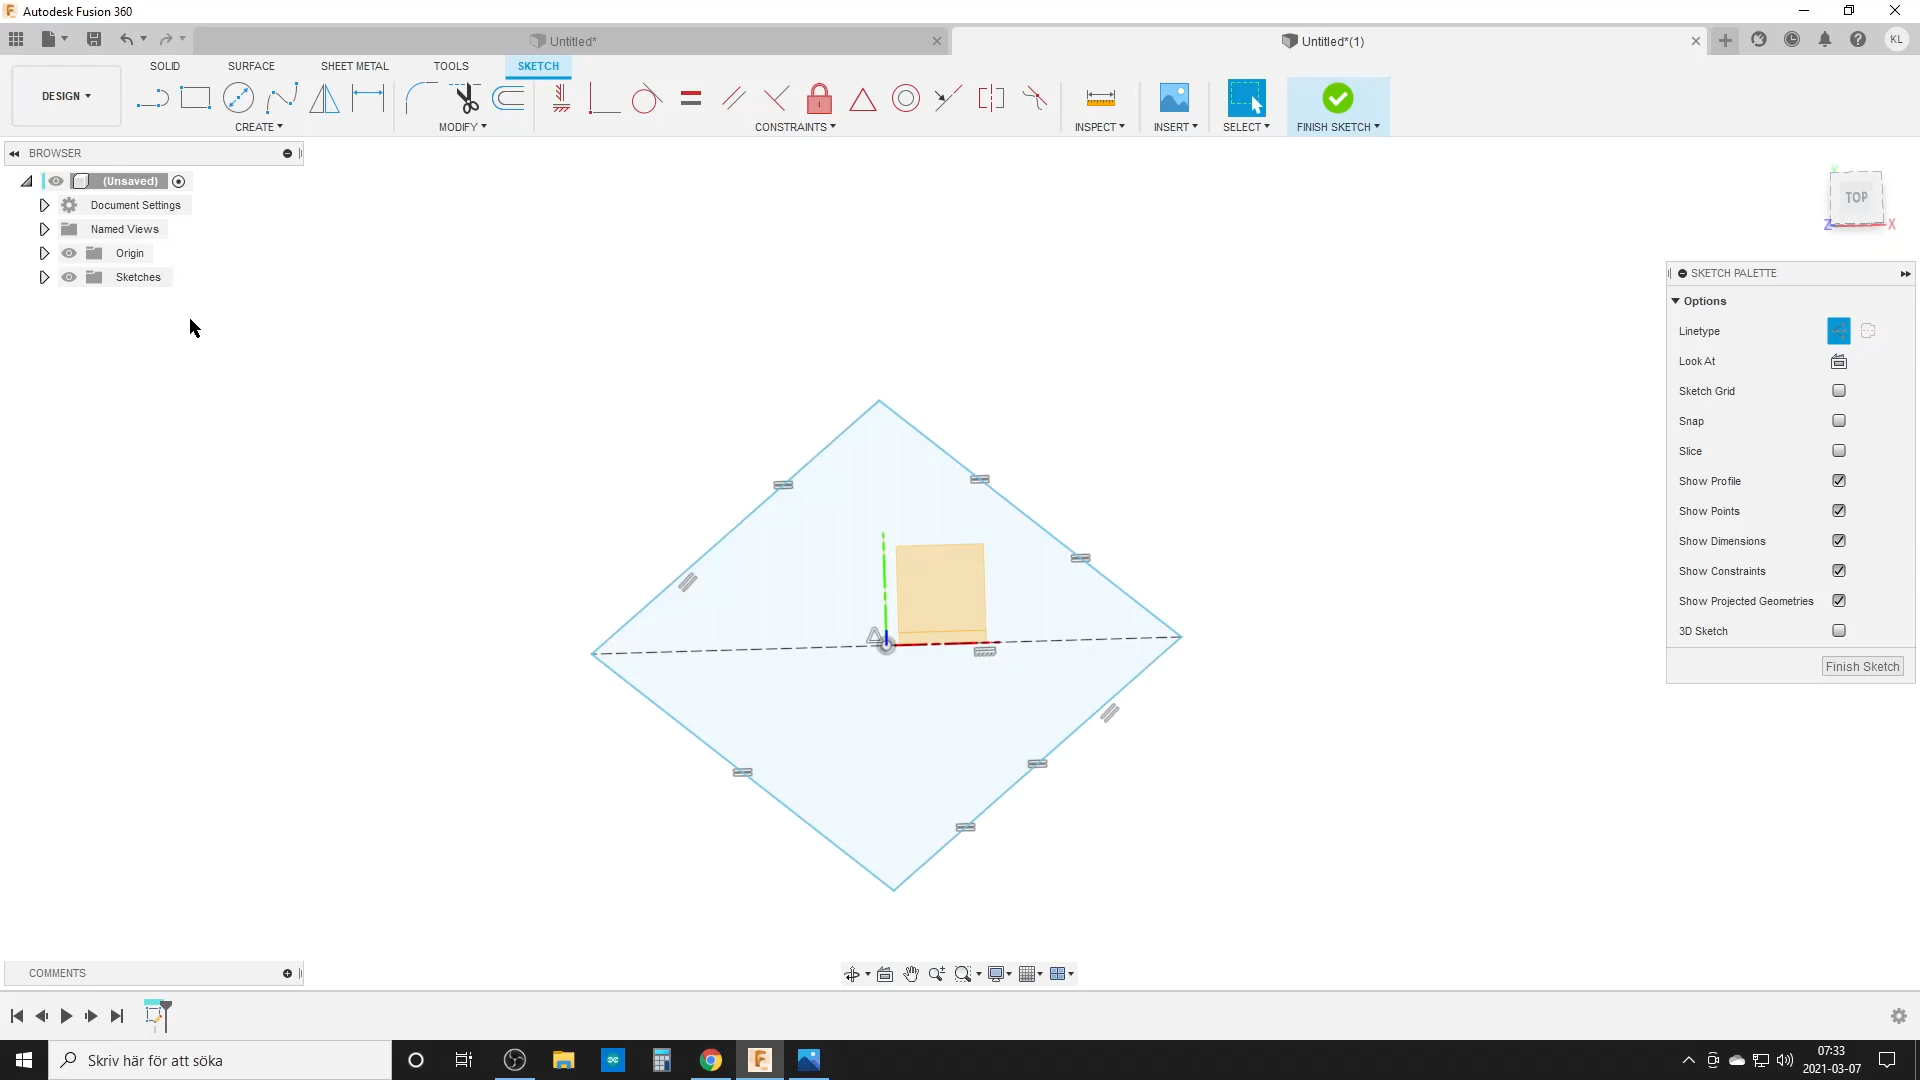 Autodesk Fusion 360
Untitled*
Untitled*(1)
KL
DESIGN
SOLID
SURFACE
SHEET METAL
TOOLS
SKETCH
CREATE
MODIFY
CONSTRAINTS
INSPECT
INSERT
SELECT
FINISH SKETCH
BROWSER
(Unsaved)
Document Settings
Named Views
Origin
Sketches
Y
TOP
Z
X
SKETCH PALETTE
Options
Linetype
Look At
Sketch Grid
Snap
Slice
Show Profile
Show Points
Show Dimensions
Show Constraints
Show Projected Geometries
3D Sketch
Finish Sketch
COMMENTS
Skriv här för att söka
07:33
2021-03-07